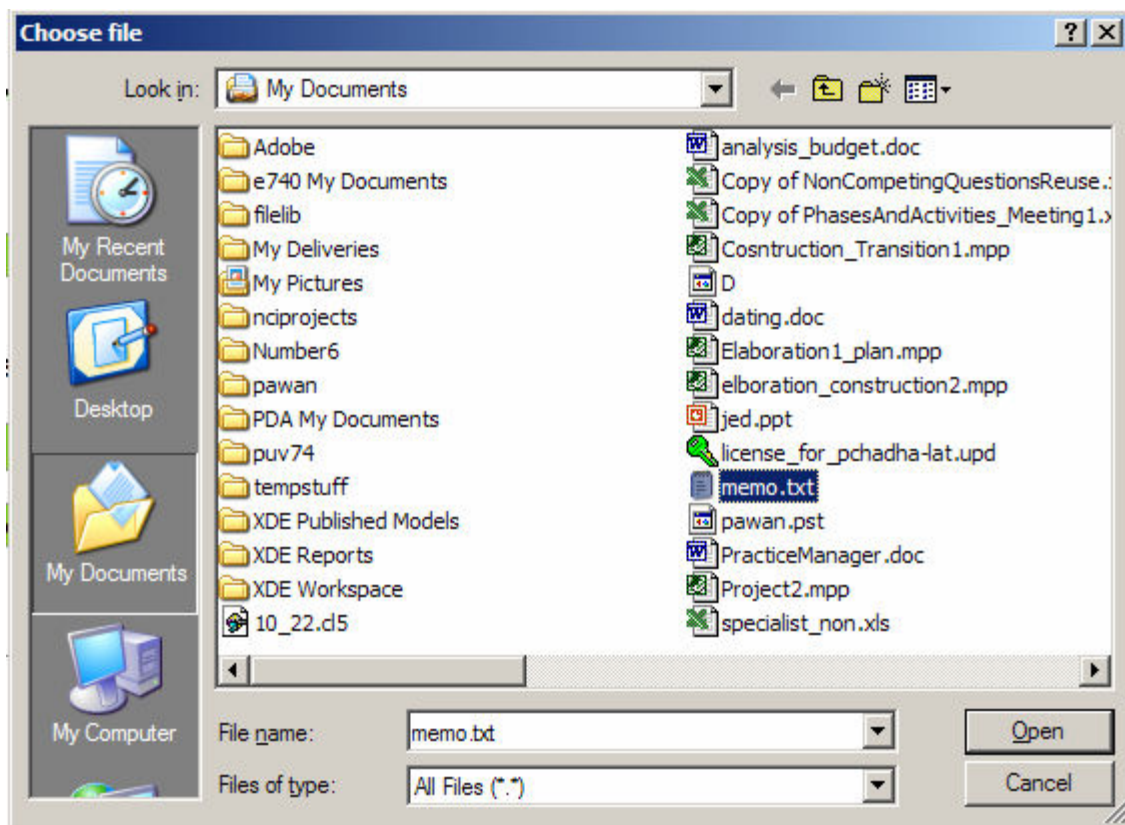 Choose file
Look in:
My Documents
My Recent
Documents
Desktop
My Documents
My Computer
Adobe
e740 My Documents
filelib
My Deliveries
My Pictures
nciprojects
Number6
pawan
PDA My Documents
puv74
tempstuff
XDE Published Models
XDE Reports
XDE Workspace
10_22.cl5
analysis_budget.doc
Copy of NonCompetingQuestionsReuse.
Copy of PhasesAndActivities_Meeting1.x
Cosntruction_Transition1.mpp
D
dating.doc
Elaboration1_plan.mpp
elboration_construction2.mpp
jed.ppt
license_for_pchadha-lat.upd
memo.txt
pawan.pst
PracticeManager.doc
Project2.mpp
specialist_non.xls
File name:
memo.txt
Open
Files of type:
All Files (*.*)
Cancel